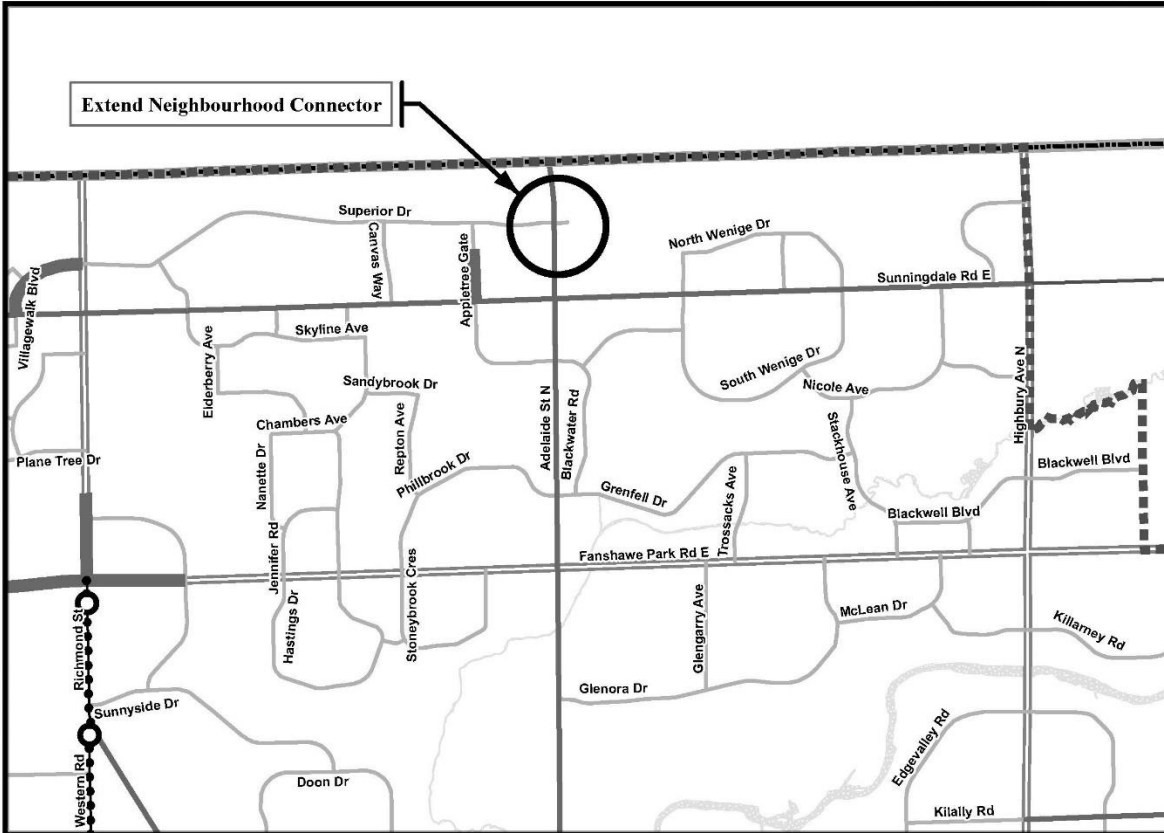 Extend Neighbourhood Connector
Superior Dr
Canvas Way
North Wenige Dr
Appletree Gate
Sunningdale Rd E
Villagewalk Blvd
Skyline Ave
Elderberry Ave
Sandybrook Dr
South Wenige Dr
Nicole Ave
Highbury Ave N
Chambers Ave
Repton Ave
Adelaide St N
Blackwater Rd
Stackhouse Ave
Plane Tree Dr
Nanette Dr
Phillbrook Dr
Blackwell Blvd
Grenfell Dr
Trossacks Ave
Blackwell Blvd
Jennifer Rd
Fanshawe Park Rd E
Stoneybrook Cres
Hastings Dr
Glengarry Ave
McLean Dr
Killarney Rd
Richmond St
Sunnyside Dr
Glenora Dr
Edgevalley Rd
Western Rd
Doon Dr
Kilally Rd